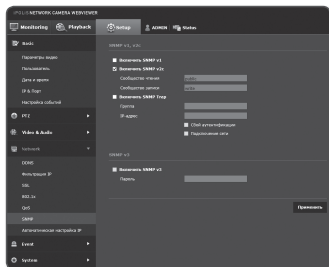 iPOLiS NETWORK CAMERA WEBVIEWER
Monitoring
Playback
Setup
ADMIN
Status
Basic
Параметры видео
Пользователь
Дата и время
IP & Порт
Настройка событий
PTZ
Video & Audio
Network
DDNS
Фильтрация IP
SSL
802.1x
QoS
SNMP
Автоматическая настройка IP
Event
System
SNMP v1, v2c
Включить SNMP v1
Включить SNMP v2c
Сообщество чтения
public
Сообщество записи
write
Включить SNMP Trap
Группа
IP-адрес
Сбой аутентификации
Подключение сети
SNMP v3
Включить SNMP v3
Пароль
Применить